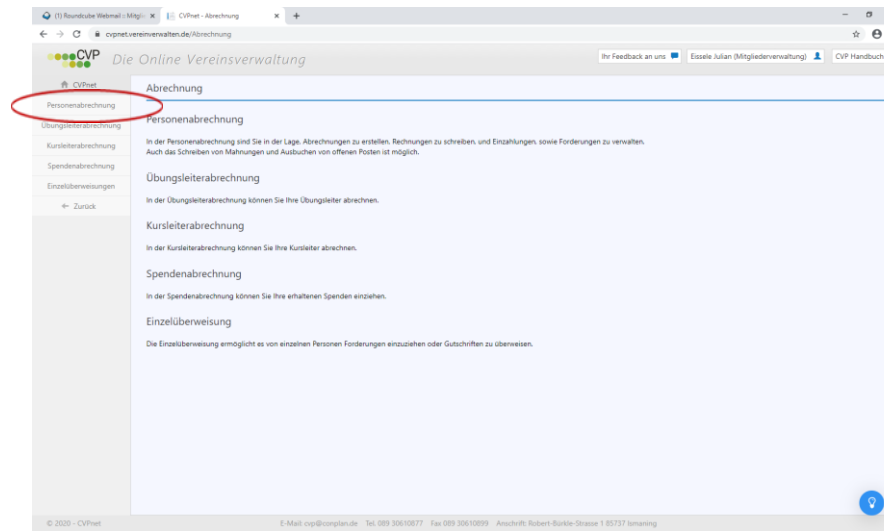 (1) Roundcube Webmail :: Mitglie
CVPnet - Abrechnung
cvpnet.vereinverwalten.de/Abrechnung
CVP Die Online Vereinsverwaltung
Ihr Feedback an uns
Eissele Julian (Mitgliederverwaltung)
CVP Handbuch
CVPnet
Personenabrechnung
Übungsleiterabrechnung
Kursleiterabrechnung
Spendenabrechnung
Einzelüberweisungen
← Zurück
Abrechnung
Personenabrechnung
In der Personenabrechnung sind Sie in der Lage, Abrechnungen zu erstellen, Rechnungen zu schreiben, und Einzahlungen, sowie Forderungen zu verwalten.
Auch das Schreiben von Mahnungen und Ausbuchen von offenen Posten ist möglich.
Übungsleiterabrechnung
In der Übungsleiterabrechnung können Sie Ihre Übungsleiter abrechnen.
Kursleiterabrechnung
In der Kursleiterabrechnung können Sie Ihre Kursleiter abrechnen.
Spendenabrechnung
In der Spendenabrechnung können Sie Ihre erhaltenen Spenden einziehen.
Einzelüberweisung
Die Einzelüberweisung ermöglicht es von einzelnen Personen Forderungen einzuziehen oder Gutschriften zu überweisen.
© 2020 - CVPnet
E-Mail: cvp@conplan.de Tel. 089 30610877 Fax 089 30610899 Anschrift: Robert-Bürkle-Strasse 1 85737 Ismaning